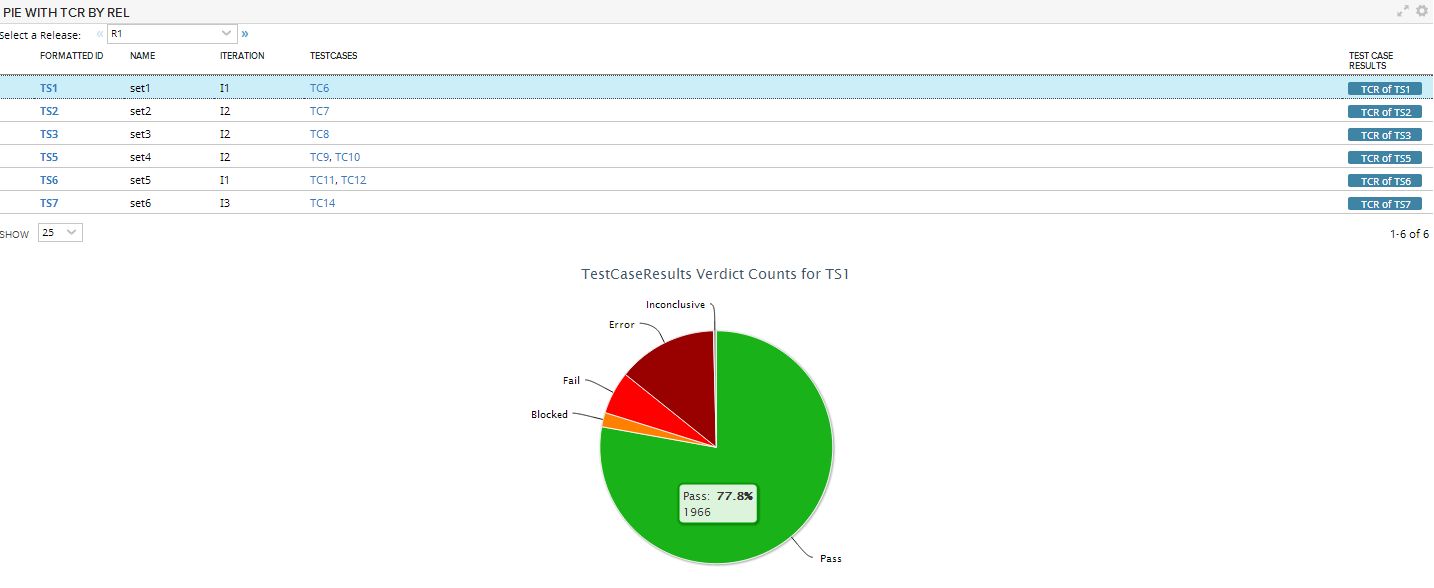 PIE WITH TCR BY REL
Select a Release: « R1 »
FORMATTED ID NAME ITERATION TESTCASES TEST CASE RESULTS
TS1 set1 I1 TC6 TCR of TS1
TS2 set2 I2 TC7 TCR of TS2
TS3 set3 I2 TC8 TCR of TS3
TS5 set4 I2 TC9, TC10 TCR of TS5
TS6 set5 I1 TC11, TC12 TCR of TS6
TS7 set6 I3 TC14 TCR of TS7
SHOW 25 1-6 of 6
TestCaseResults Verdict Counts for TS1
Inconclusive
Error
Fail
Blocked
Pass: 77.8%
1966
Pass